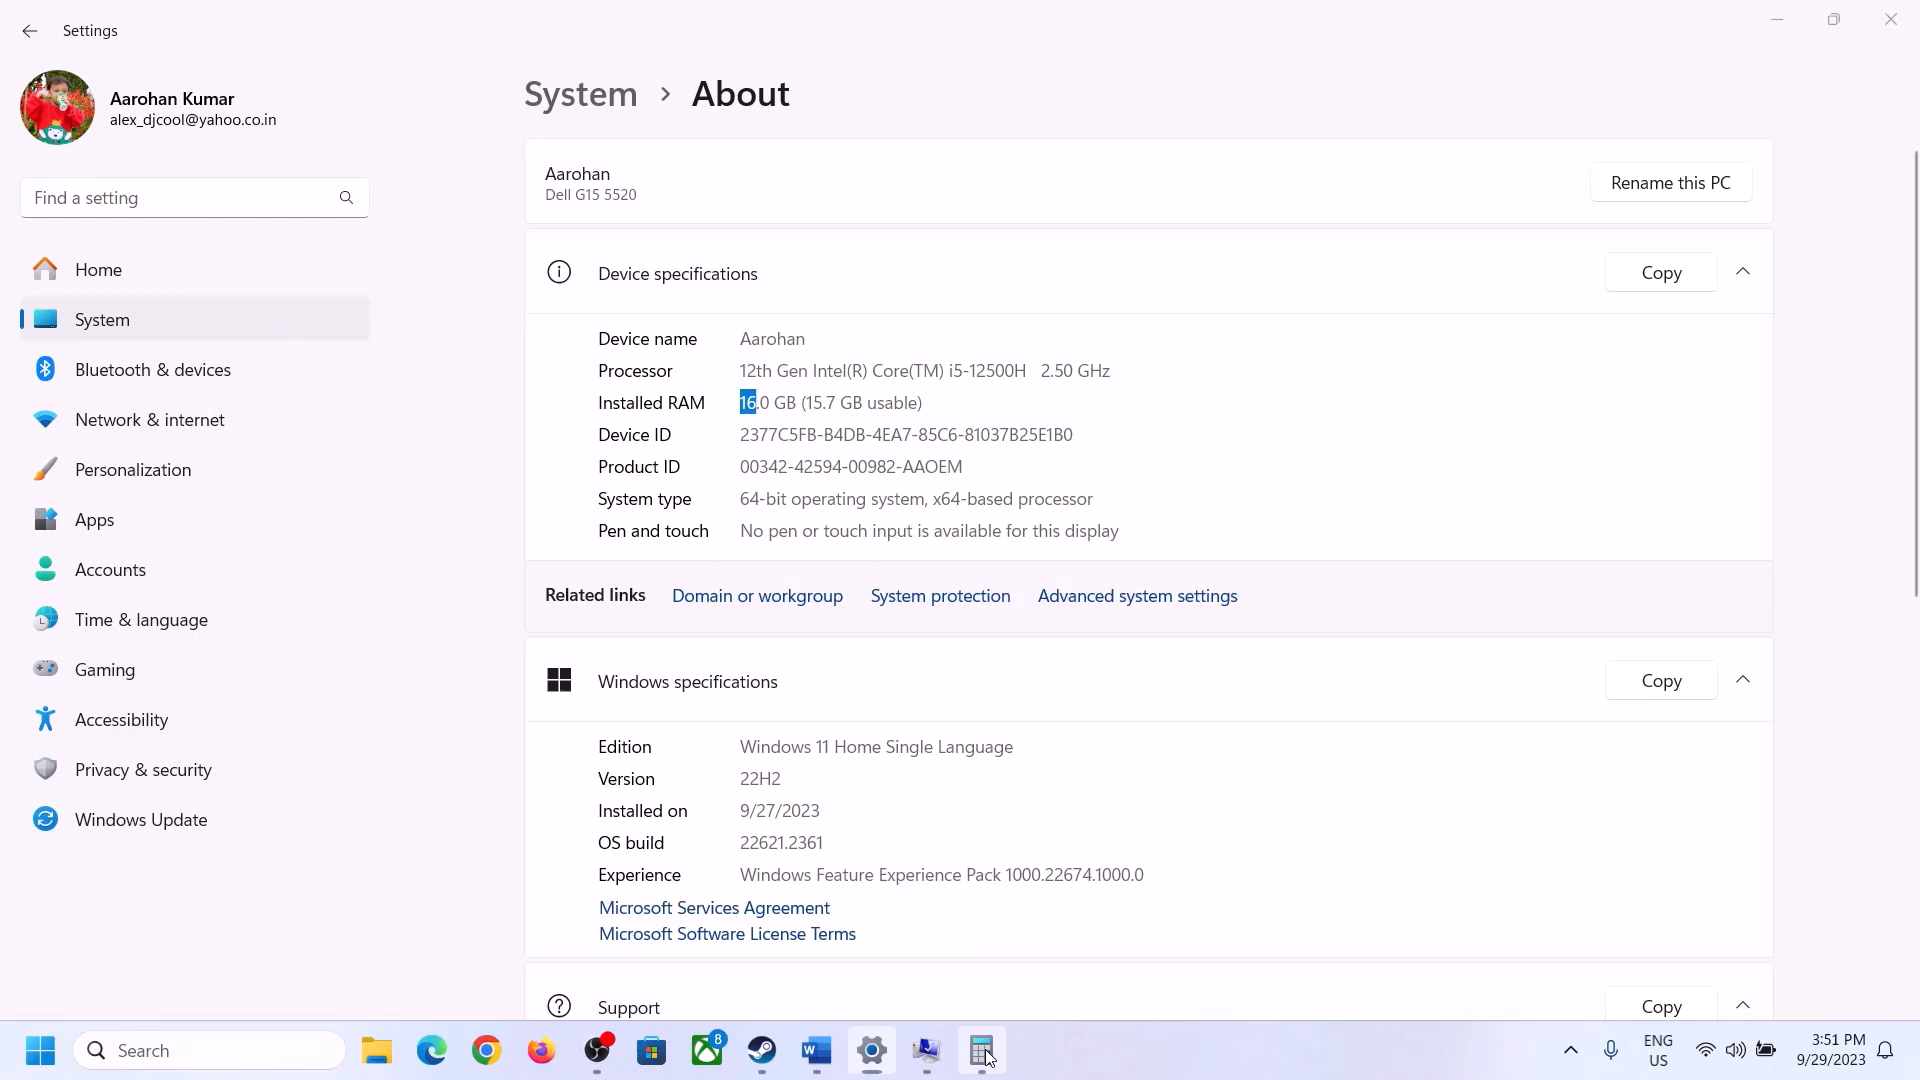 Settings
Aarohan Kumar
alex_djcool@yahoo.co.in
Find a setting
Home
System
Bluetooth & devices
Network & internet
Personalization
Apps
Accounts
Time & language
Gaming
Accessibility
Privacy & security
Windows Update
System > About
Aarohan
Dell G15 5520
Rename this PC
Device specifications
Copy
Device name Aarohan
Processor 12th Gen Intel(R) Core(TM) i5-12500H 2.50 GHz
Installed RAM 16.0 GB (15.7 GB usable)
Device ID 2377C5FB-B4DB-4EA7-85C6-81037B25E1B0
Product ID 00342-42594-00982-AAOEM
System type 64-bit operating system, x64-based processor
Pen and touch No pen or touch input is available for this display
Related links Domain or workgroup System protection Advanced system settings
Windows specifications
Copy
Edition Windows 11 Home Single Language
Version 22H2
Installed on 9/27/2023
OS build 22621.2361
Experience Windows Feature Experience Pack 1000.22674.1000.0
Microsoft Services Agreement
Microsoft Software License Terms
Support
Copy
Search
8
W
ENG
US
3:51 PM
9/29/2023